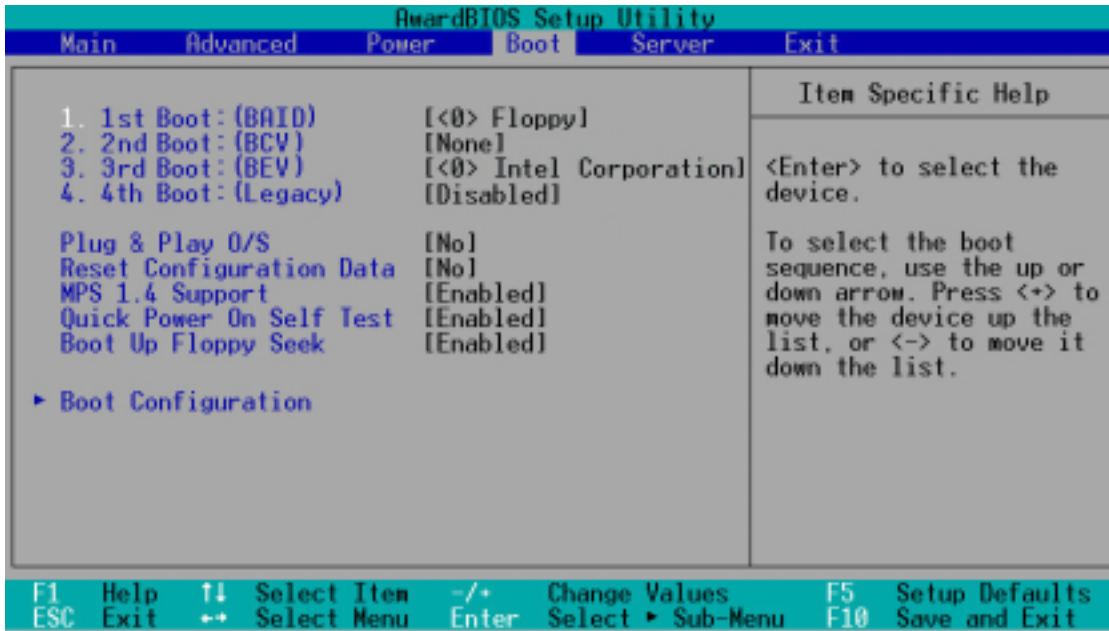 AwardBIOS Setup Utility
Main Advanced Power Boot Server Exit
1. 1st Boot:(BAID) [<0> Floppy]
2. 2nd Boot:(BCV) [None]
3. 3rd Boot:(BEV) [<0> Intel Corporation]
4. 4th Boot:(Legacy) [Disabled]
Plug & Play O/S [No]
Reset Configuration Data [No]
MPS 1.4 Support [Enabled]
Quick Power On Self Test [Enabled]
Boot Up Floppy Seek [Enabled]
▸ Boot Configuration
Item Specific Help
<Enter> to select the
device.
To select the boot
sequence, use the up or
down arrow. Press <+> to
move the device up the
list, or <-> to move it
down the list.
F1 Help ↑↓ Select Item -/+ Change Values F5 Setup Defaults
ESC Exit ←→ Select Menu Enter Select ▸ Sub-Menu F10 Save and Exit